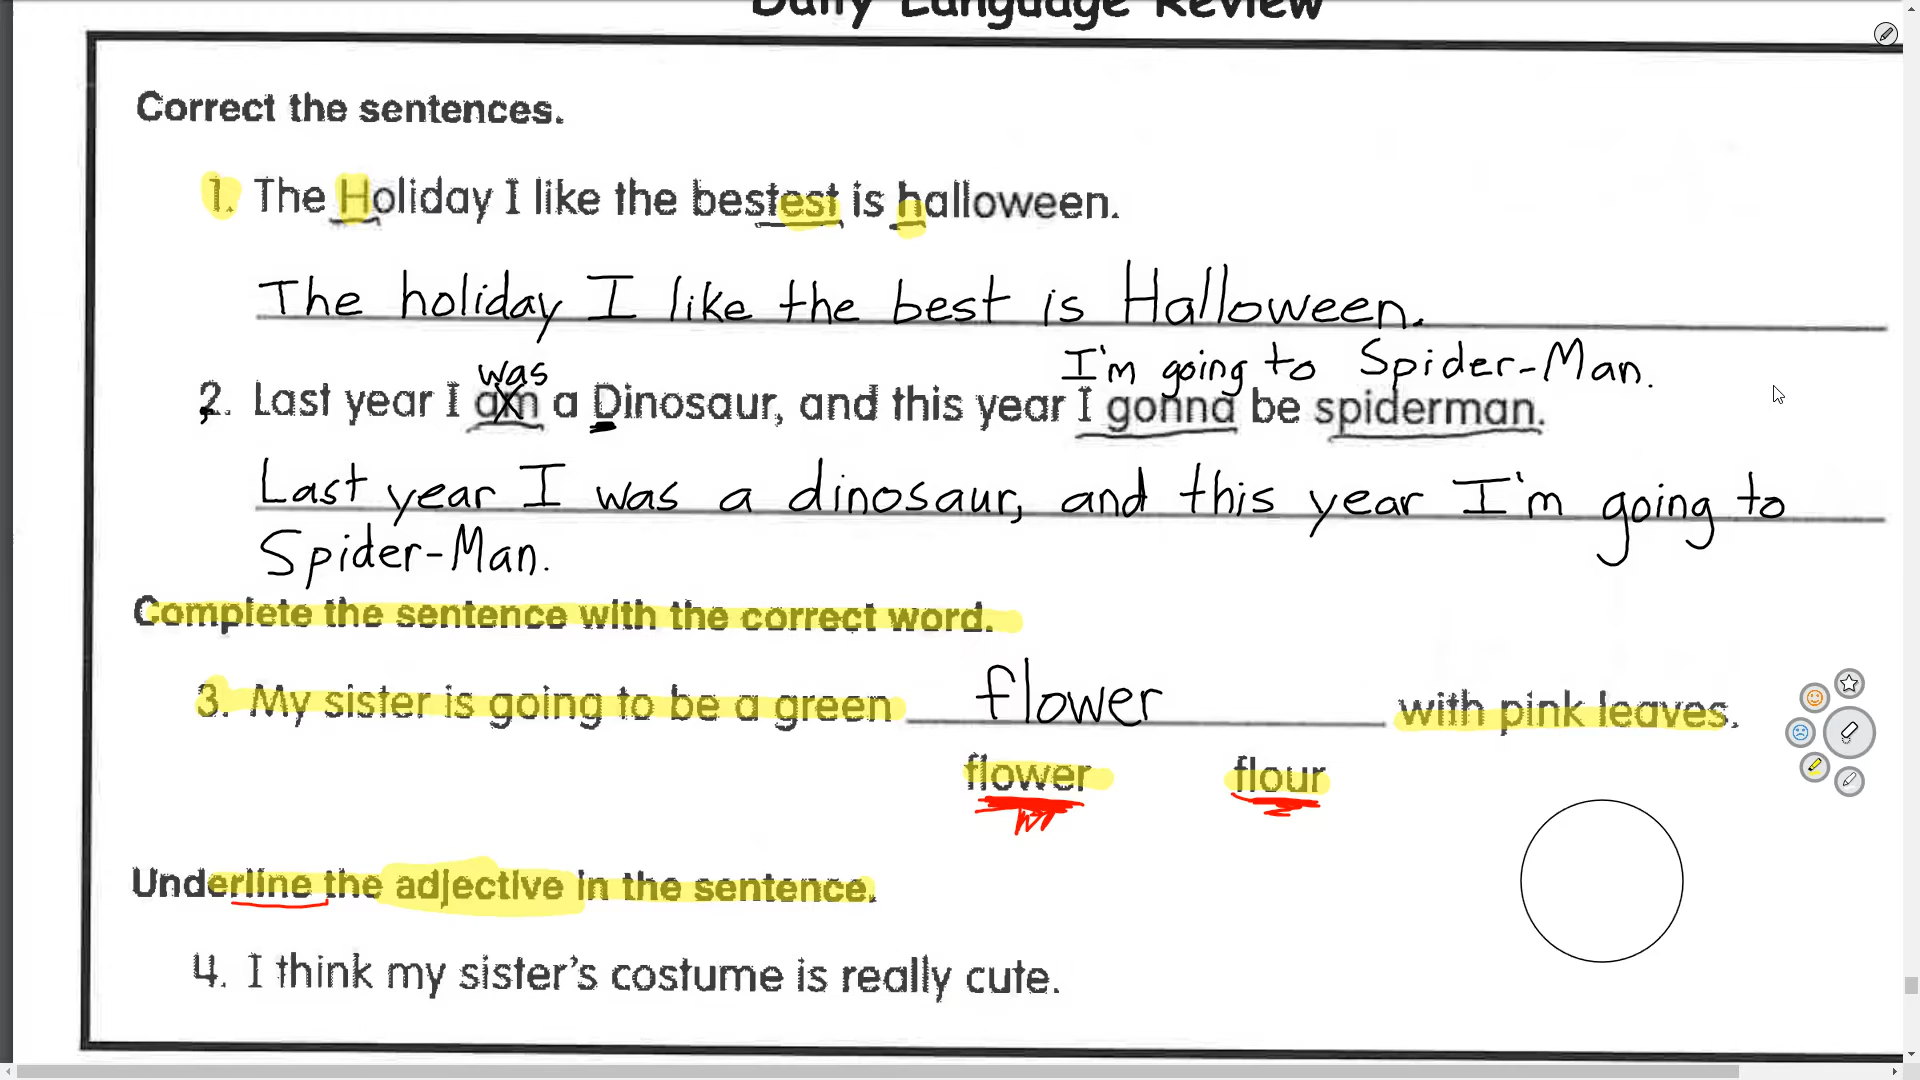 Daily Language Review
Correct the sentences.
1. The Holiday I like the bestest is halloween.
The holiday I like the best is Halloween.
I'm going to Spider-Man.
was
2. Last year I am a Dinosaur, and this year I gonna be spiderman.
Last year I was a dinosaur, and this year I'm going to
Spider-Man.
Complete the sentence with the correct word.
3. My sister is going to be a green flower with pink leaves.
flower flour
Underline the adjective in the sentence.
4. I think my sister's costume is really cute.